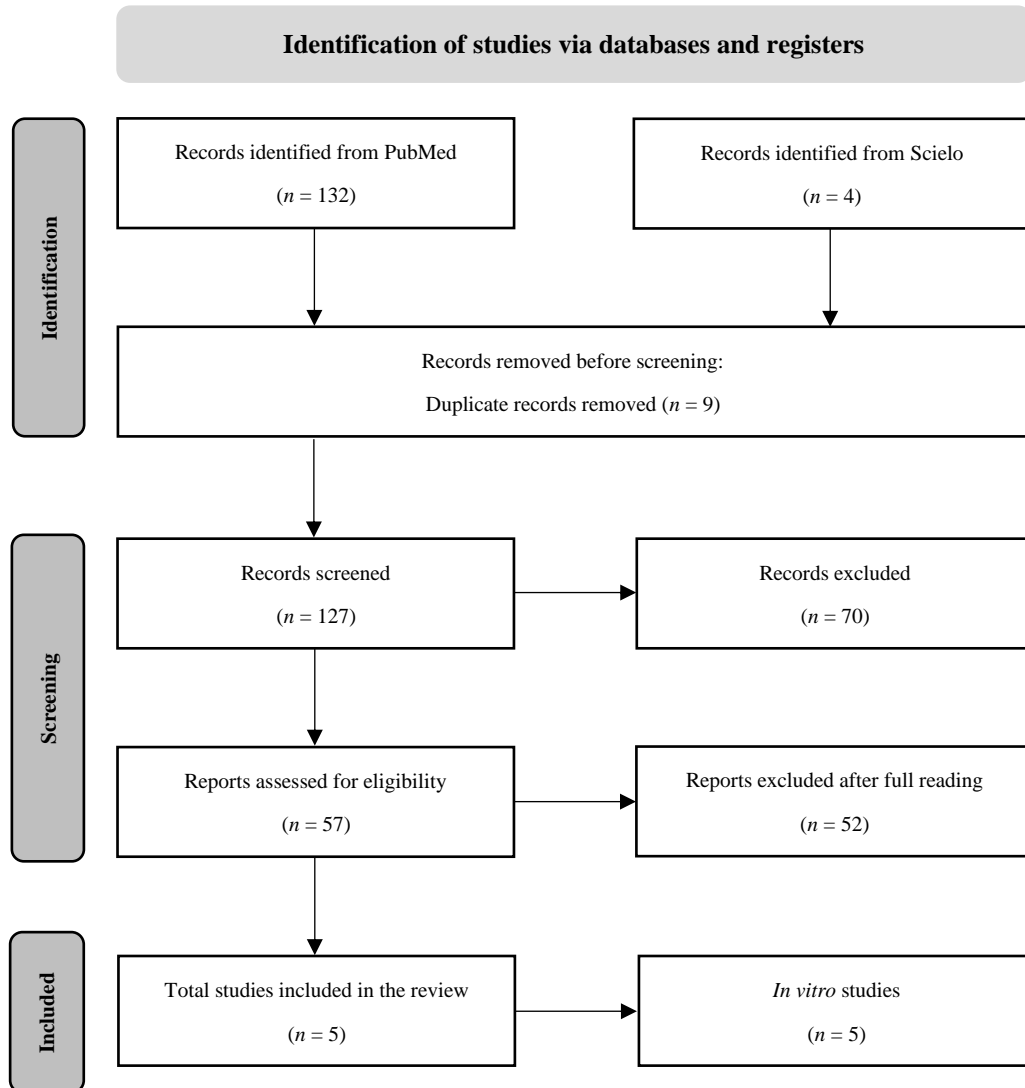 Identification of studies via databases and registers
Identification
Records identified from PubMed
(n = 132)
Records identified from Scielo
(n = 4)
Records removed before screening:
Duplicate records removed (n = 9)
Screening
Records screened
(n = 127)
Records excluded
(n = 70)
Reports assessed for eligibility
(n = 57)
Reports excluded after full reading
(n = 52)
Included
Total studies included in the review
(n = 5)
In vitro studies
(n = 5)